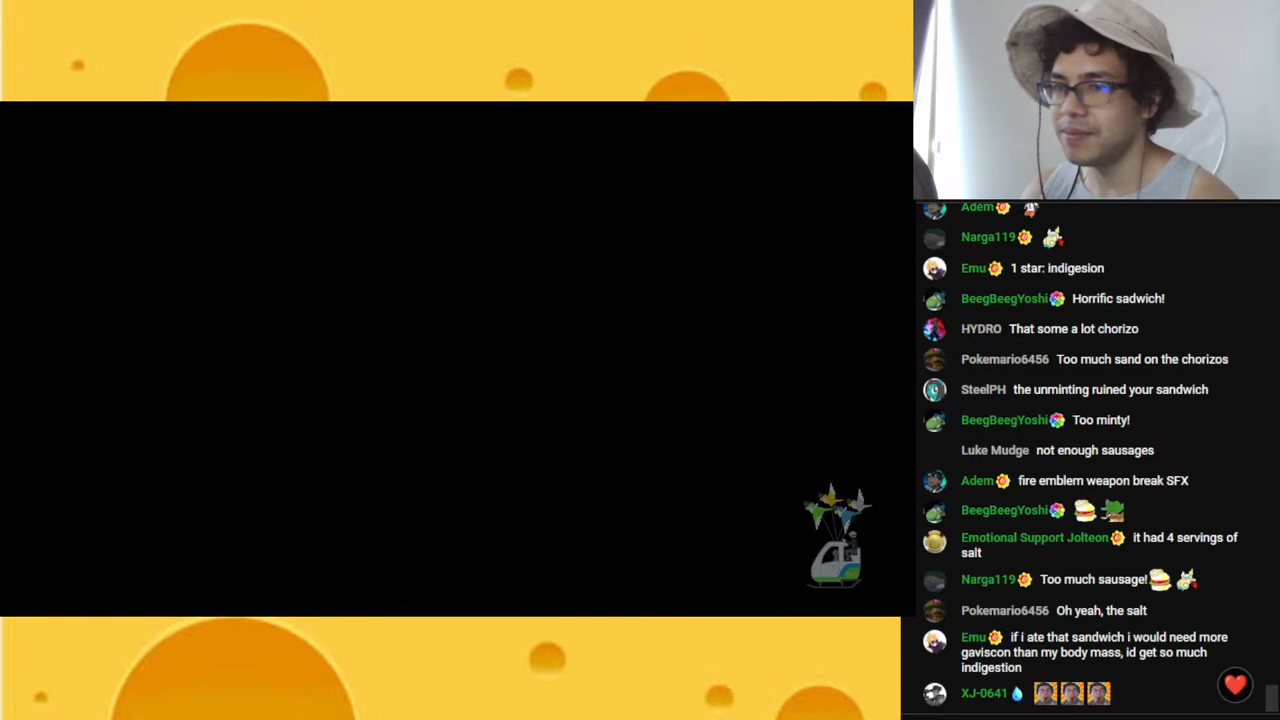 Adem
Narga119
Emu 1 star: indigesion
BeegBeegYoshi Horrific sadwich!
HYDRO That some a lot chorizo
Pokemario6456 Too much sand on the chorizos
SteelPH the unminting ruined your sandwich
BeegBeegYoshi Too minty!
Luke Mudge not enough sausages
Adem fire emblem weapon break SFX
BeegBeegYoshi
Emotional Support Jolteon it had 4 servings of
salt
Narga119 Too much sausage!
Pokemario6456 Oh yeah, the salt
Emu if i ate that sandwich i would need more
gaviscon than my body mass, id get so much
indigestion
XJ-0641